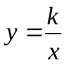 y = k/x